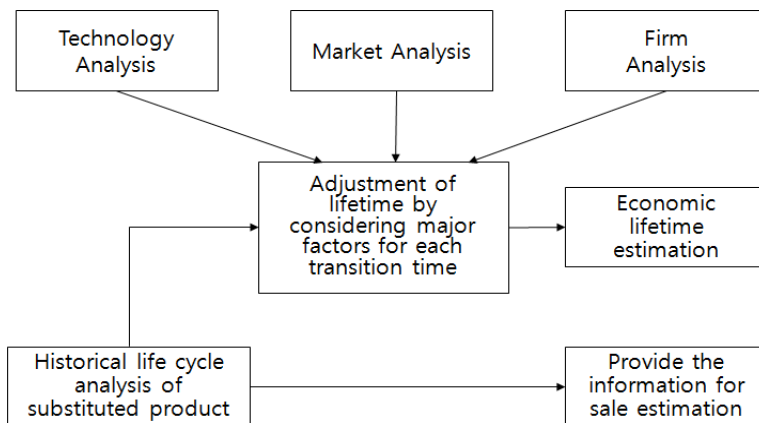 Technology
Analysis
Market Analysis
Firm
Analysis
Adjustment of
lifetime by
considering major
factors for each
transition time
Economic
lifetime
estimation
Historical life cycle
analysis of
substituted product
Provide the
information for
sale estimation